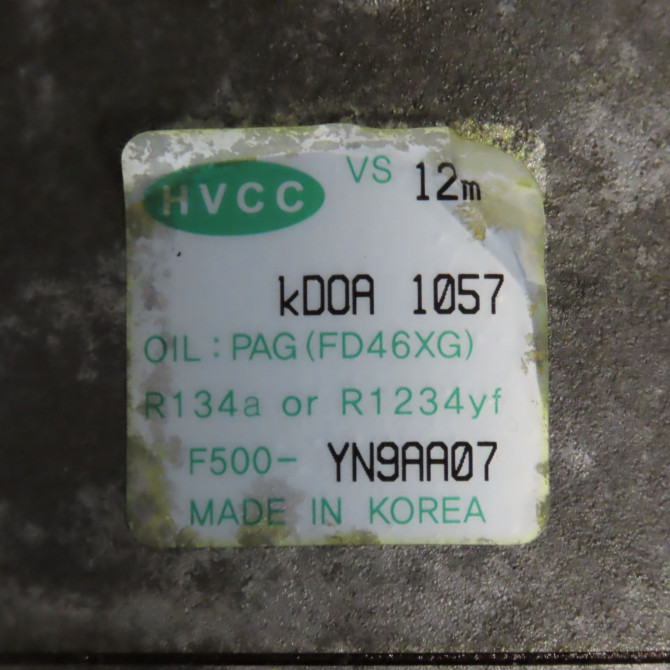 HVCC VS 12m
kDOA 1057
OIL : PAG(FD46XG)
R134a or R1234yf
F500- YN9AA07
MADE IN KOREA